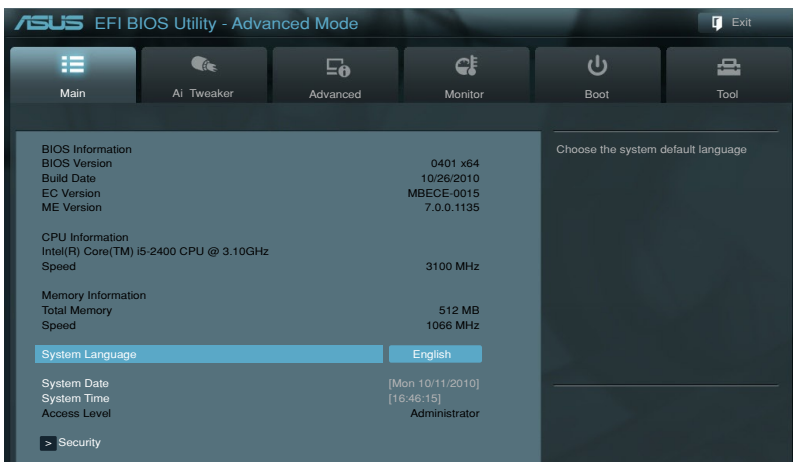 ASUS EFI BIOS Utility - Advanced Mode Exit
Main Ai Tweaker Advanced Monitor Boot Tool
BIOS Information
BIOS Version 0401 x64
Build Date 10/26/2010
EC Version MBECE-0015
ME Version 7.0.0.1135
CPU Information
Intel(R) Core(TM) i5-2400 CPU @ 3.10GHz
Speed 3100 MHz
Memory Information
Total Memory 512 MB
Speed 1066 MHz
System Language English
System Date [Mon 10/11/2010]
System Time [16:46:15]
Access Level Administrator
> Security
Choose the system default language